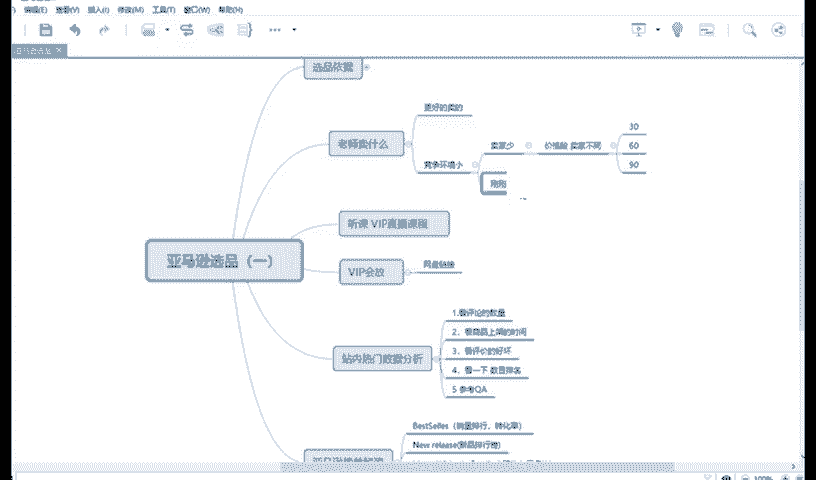 编辑(E) 查看(V) 插入(I) 修改(M) 工具(T) 窗口(W) 帮助(H)
选品依据
老师卖什么
更好的卖的
竞争环境小
卖家少
价格段 卖家不同
30
60
90
刚刚
听课 VIP直播课程
亚马逊选品（一）
VIP会放
网盘链接
站内热门数据分析
1.看评论的数量
2、看商品上架的时间
3、看评价的好坏
4、看一下 类目排名
5 参考QA
BestSelles（销量排行，转化率）
New release(新品排行榜)
100%